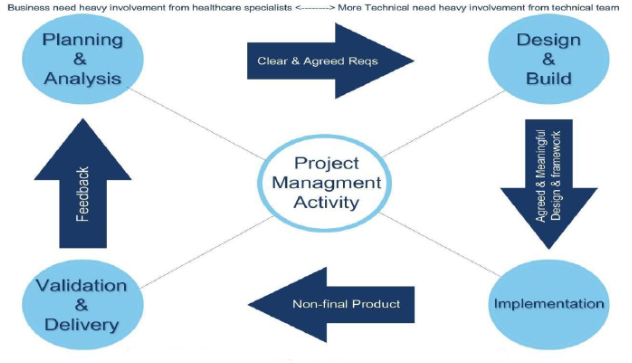 Business need heavy involvement from healthcare specialists <--------> More Technical need heavy involvement from technical team
Planning
&
Analysis
Clear & Agreed Reqs
Design
&
Build
Feedback
Project
Managment
Activity
Agreed & Meaningful
Design & framework
Validation
&
Delivery
Non-final Product
Implementation